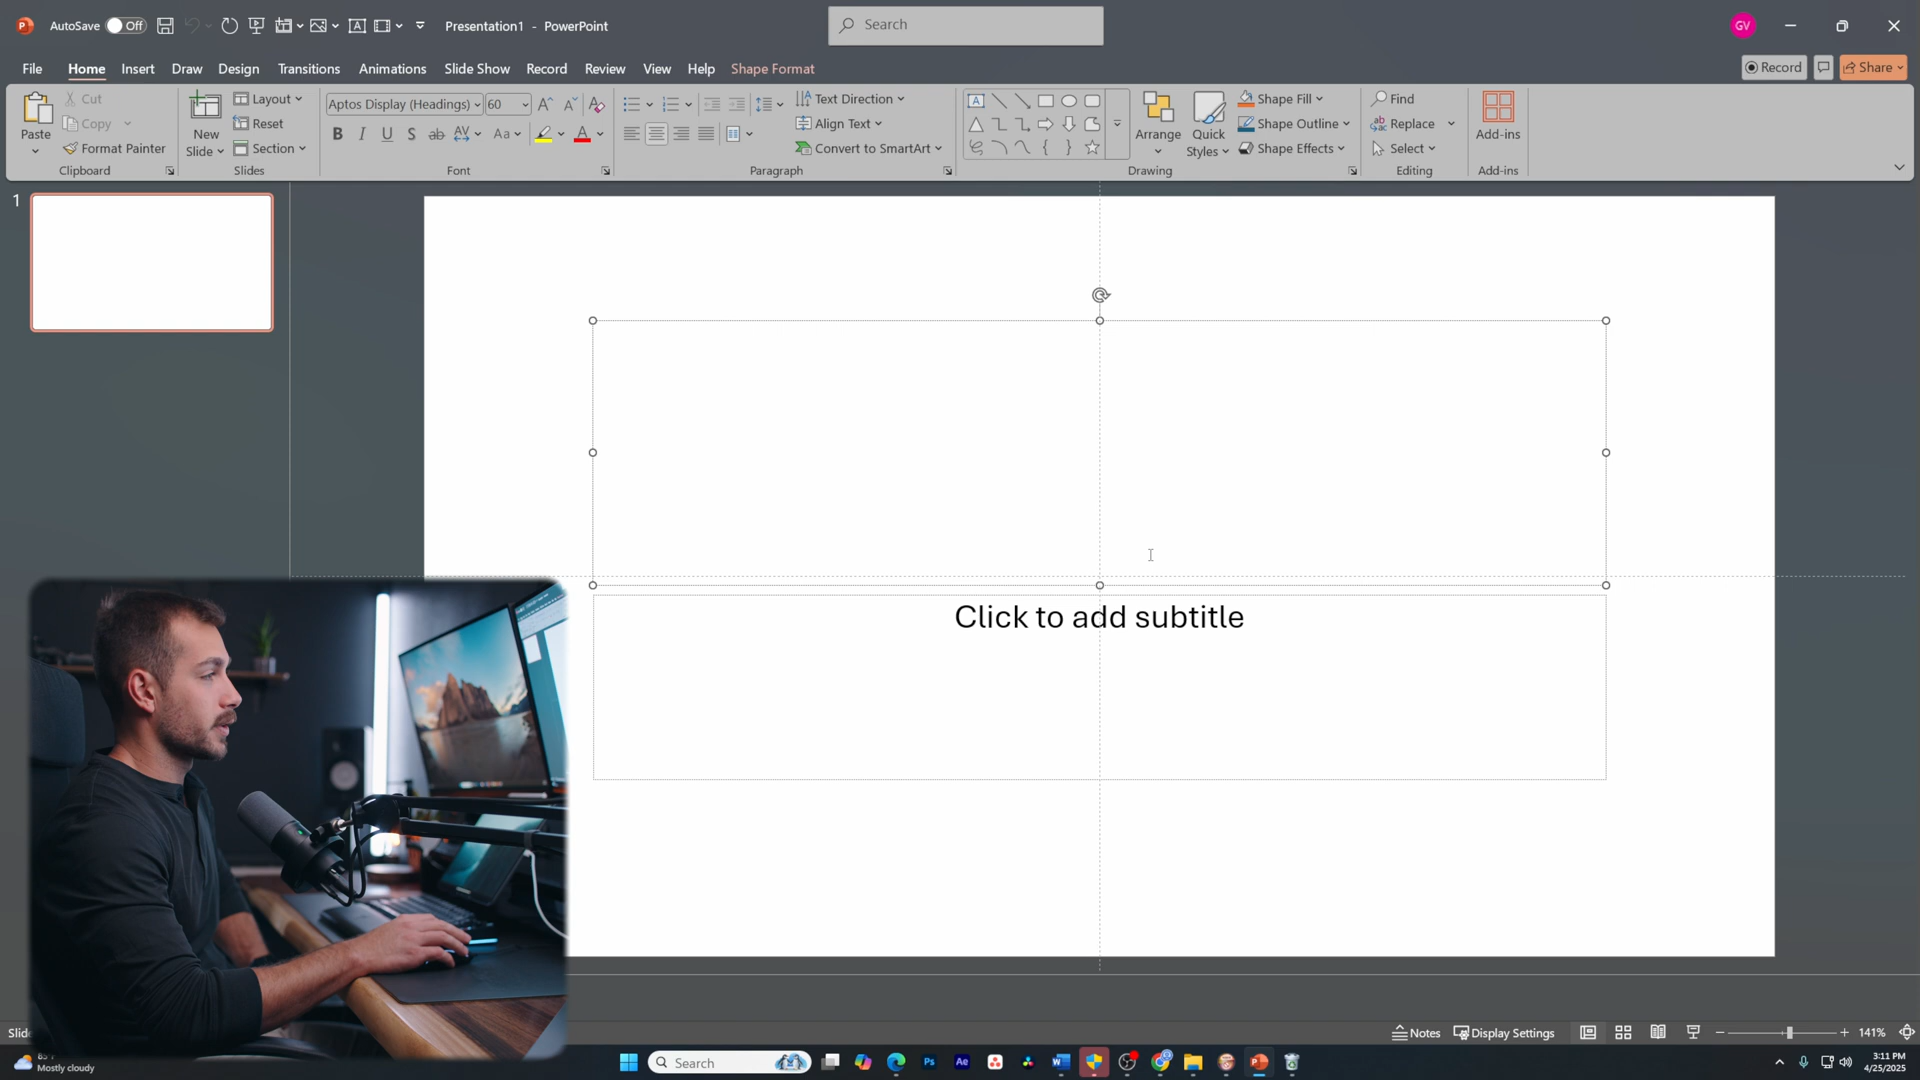 AutoSave Off Presentation1 - PowerPoint Search GV
File Home Insert Draw Design Transitions Animations Slide Show Record Review View Help Shape Format Record Share
Paste Cut Copy Format Painter Clipboard
New Slide Layout Reset Section Slides
Aptos Display (Headings) 60 Font
Text Direction Align Text Convert to SmartArt Paragraph
Arrange Quick Styles Shape Fill Shape Outline Shape Effects Drawing
Find Replace Select Editing
Add-ins Add-ins
1
Click to add subtitle
Notes Display Settings 141%
Mostly cloudy
Search Ps Ae
3:11 PM
4/25/2025